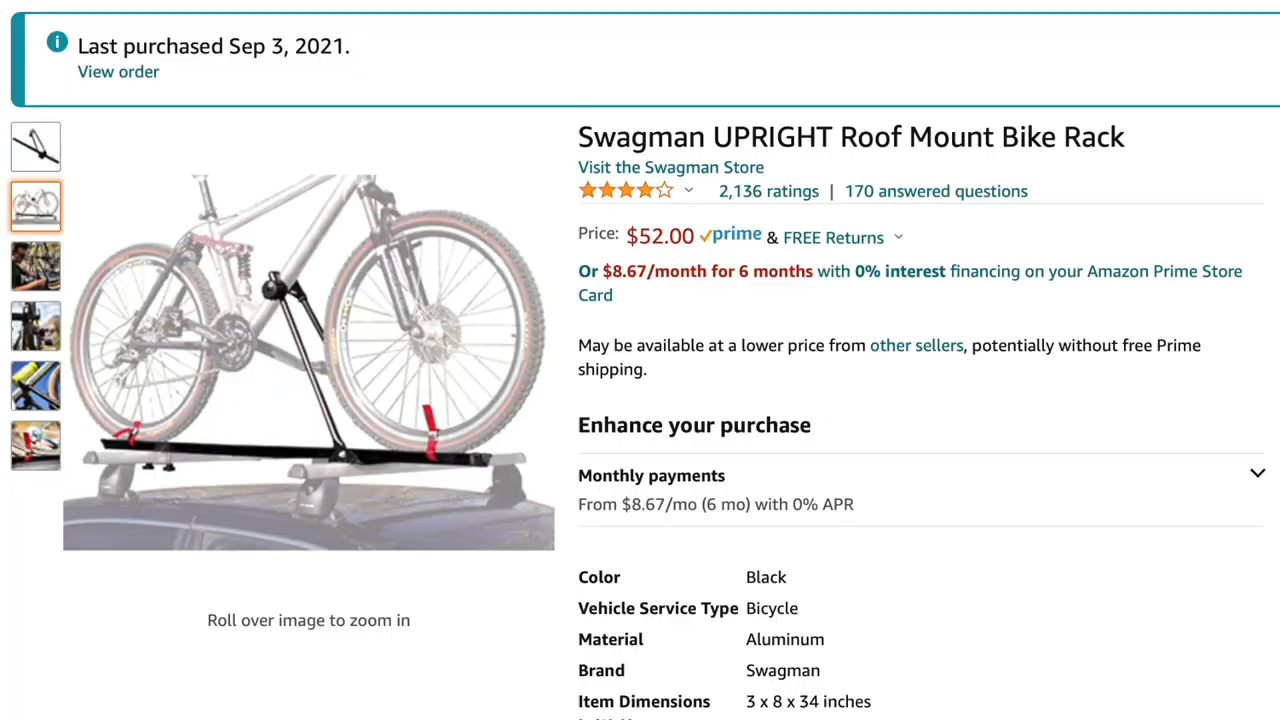 Last purchased Sep 3, 2021.
View order
Swagman UPRIGHT Roof Mount Bike Rack
Visit the Swagman Store
2,136 ratings | 170 answered questions
Price: $52.00 prime & FREE Returns
Or $8.67/month for 6 months with 0% interest financing on your Amazon Prime Store
Card
May be available at a lower price from other sellers, potentially without free Prime
shipping.
Enhance your purchase
Monthly payments
From $8.67/mo (6 mo) with 0% APR
Color Black
Vehicle Service Type Bicycle
Material Aluminum
Brand Swagman
Item Dimensions 3 x 8 x 34 inches
Roll over image to zoom in